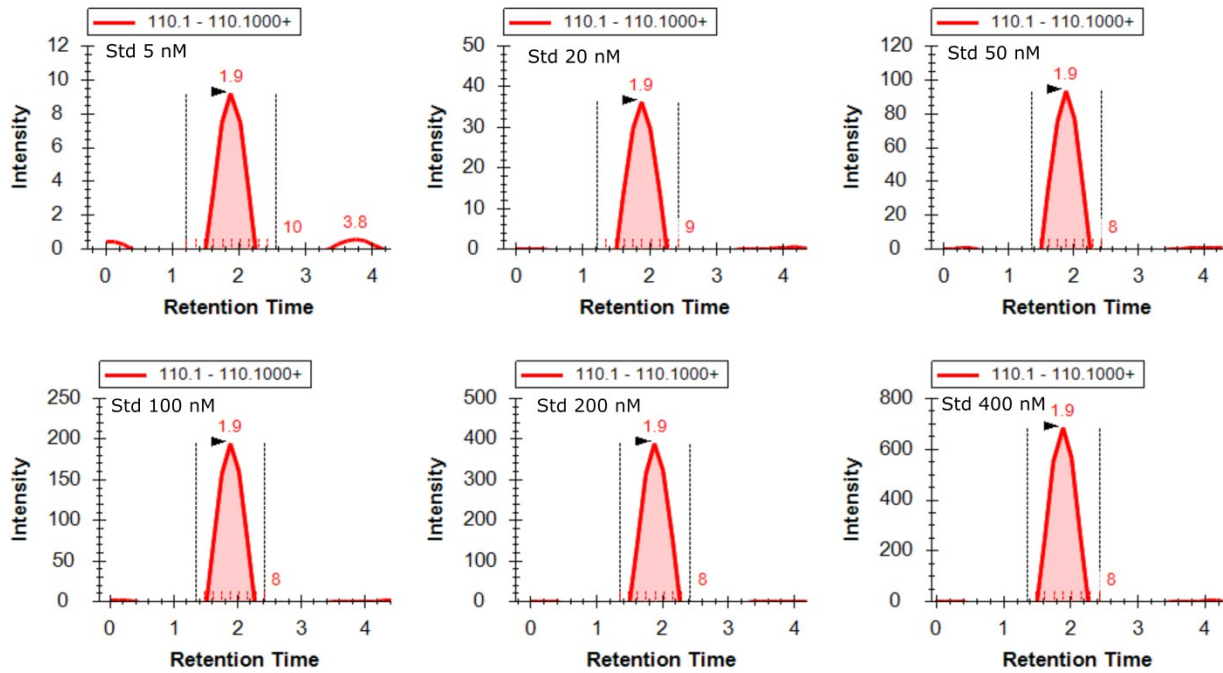 110.1 - 110.1000+
Std 5 nM
12
10
8
6
4
2
0
1.9
10
3.8
0 1 2 3 4
Intensity
Retention Time
110.1 - 110.1000+
Std 20 nM
50
40
30
20
10
0
1.9
9
0 1 2 3 4
Intensity
Retention Time
110.1 - 110.1000+
Std 50 nM
120
100
80
60
40
20
0
1.9
8
0 1 2 3 4
Intensity
Retention Time
110.1 - 110.1000+
Std 100 nM
250
200
150
100
50
0
1.9
8
0 1 2 3 4
Intensity
Retention Time
110.1 - 110.1000+
Std 200 nM
500
400
300
200
100
0
1.9
8
0 1 2 3 4
Intensity
Retention Time
110.1 - 110.1000+
Std 400 nM
800
600
400
200
0
1.9
8
0 1 2 3 4
Intensity
Retention Time